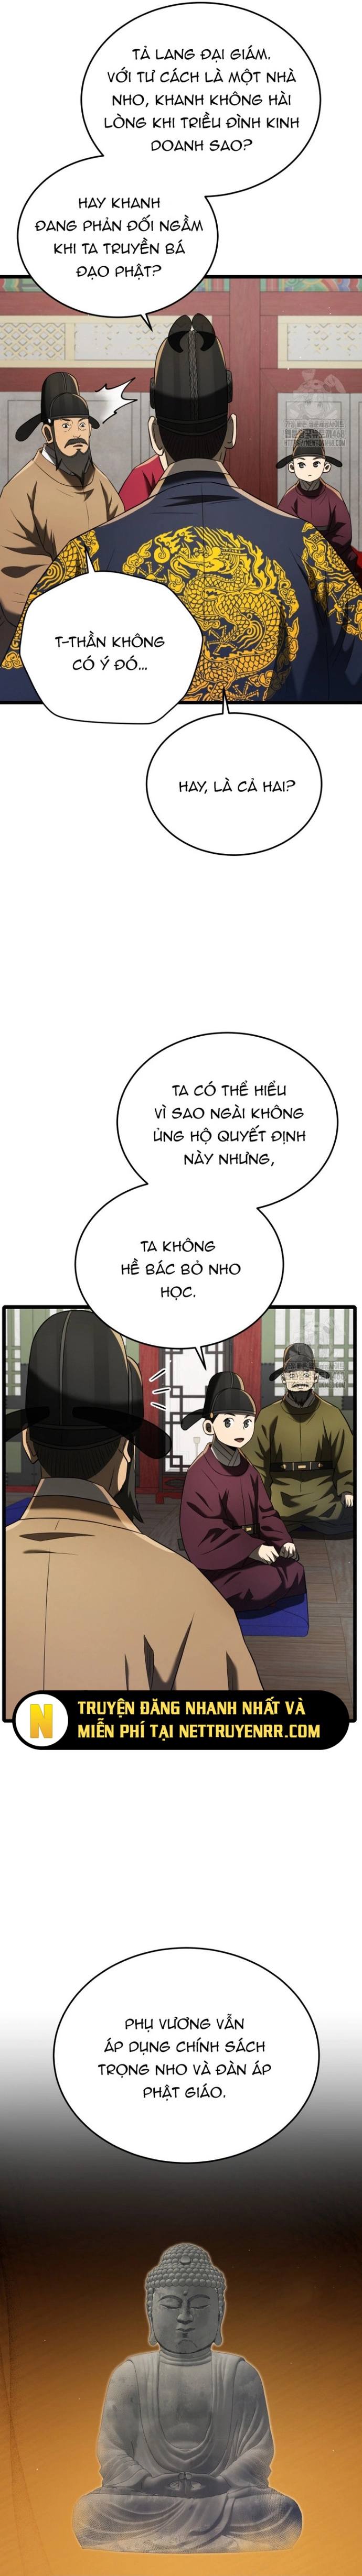 TẢ LANG ĐẠI GIÁM.
VỚI TƯ CÁCH LÀ MỘT NHÀ
NHO, KHANH KHÔNG HÀI
LÒNG KHI TRIỀU ĐÌNH KINH
DOANH SAO?
HAY KHANH
ĐANG PHẢN ĐỐI NGẦM
KHI TA TRUYỀN BÁ
ĐẠO PHẬT?
T-THẦN KHÔNG
CÓ Ý ĐÓ...
HAY, LÀ CẢ HAI?
TA CÓ THỂ HIỂU
VÌ SAO NGÀI KHÔNG
ỦNG HỘ QUYẾT ĐỊNH
NÀY NHƯNG,
TA KHÔNG
HỀ BÁC BỎ NHO
HỌC.
N
TRUYỆN ĐĂNG NHANH NHẤT VÀ
MIỄN PHÍ TẠI NETTRUYENRR.COM
PHỤ VƯƠNG VẪN
ÁP DỤNG CHÍNH SÁCH
TRỌNG NHO VÀ ĐÀN ÁP
PHẬT GIÁO.